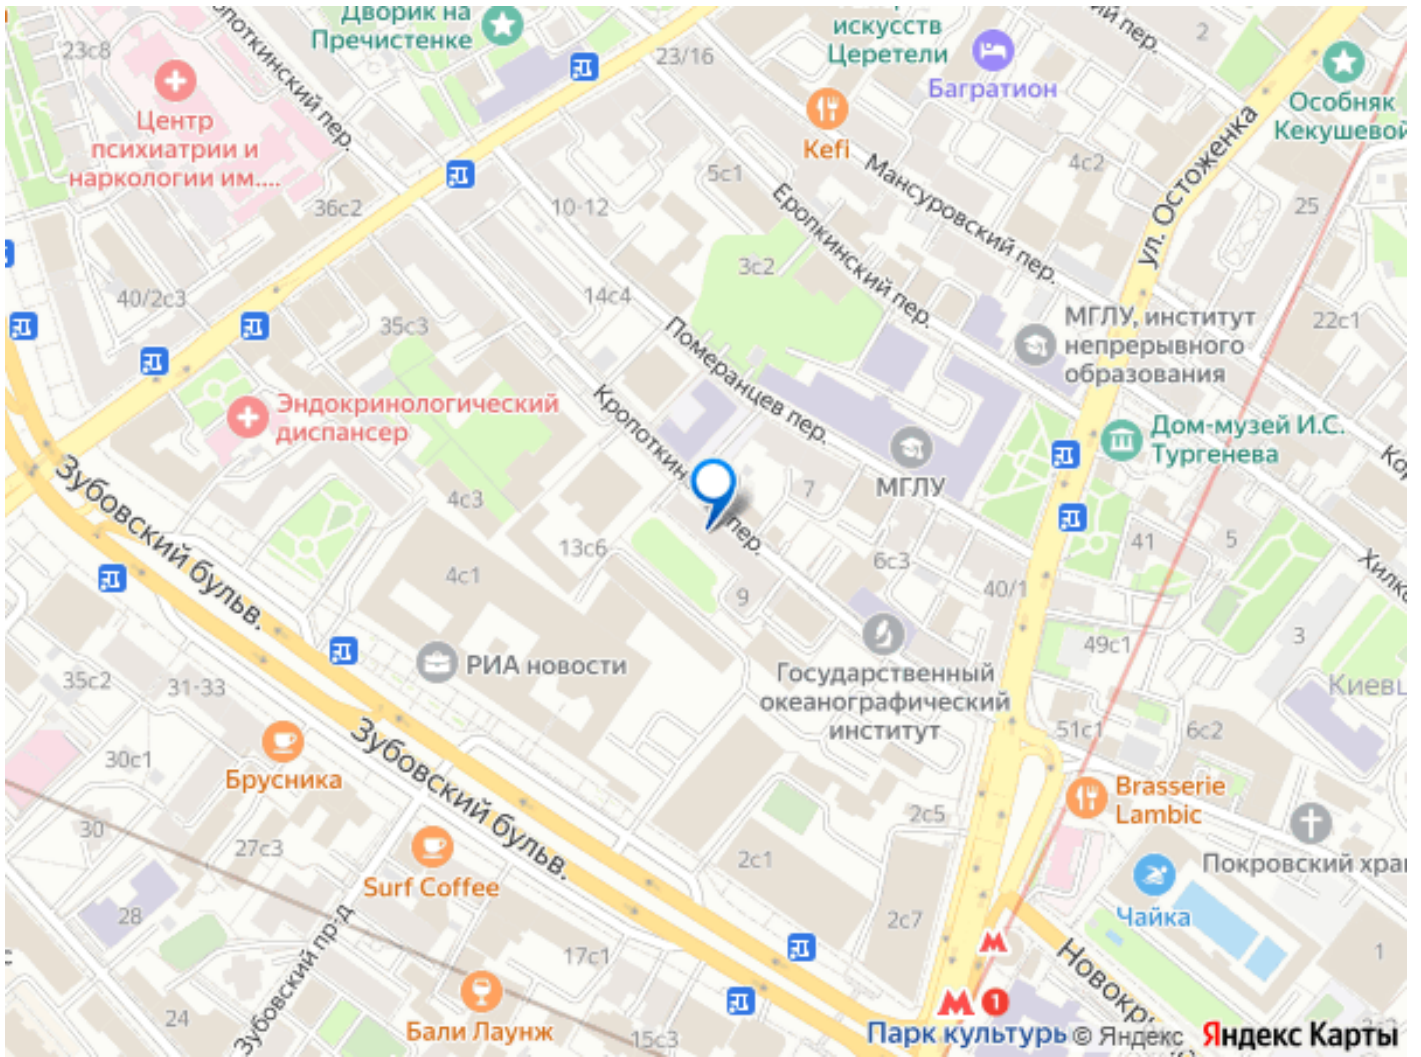 Дворик на
Пречистенке
23с8
23/16
искусств
Церетели
Багратион
2
Особняк
Кекушевой
Центр
психиатрии и
наркологии им....
Kefi
ул. Остоженка
Мансуровский пер.
4с2
5с1
Еропкинский пер.
36с2
10-12
25
3с2
40/2с3
14с4
35с3
22с1
МГЛУ, институт
непрерывного
образования
Померанцев пер.
Эндокринологический
диспансер
Дом-музей И.С.
Тургенева
Зубовский бульв.
4с3
7
МГЛУ
пер.
13с6
6с3
41
5
4с1
9
40/1
3
49с1
РИА новости
Государственный
океанографический
институт
35с2
31-33
51с1
6с2
30с1
Брусника
Зубовский бульв.
Brasserie
Lambic
30
27с3
2с5
2с1
Surf Coffee
Чайка
28
2с7
17с1
1
Зубовский пр-д
24
Бали Лаунж
15с3
М
М 1
© Яндекс
Яндекс Карты